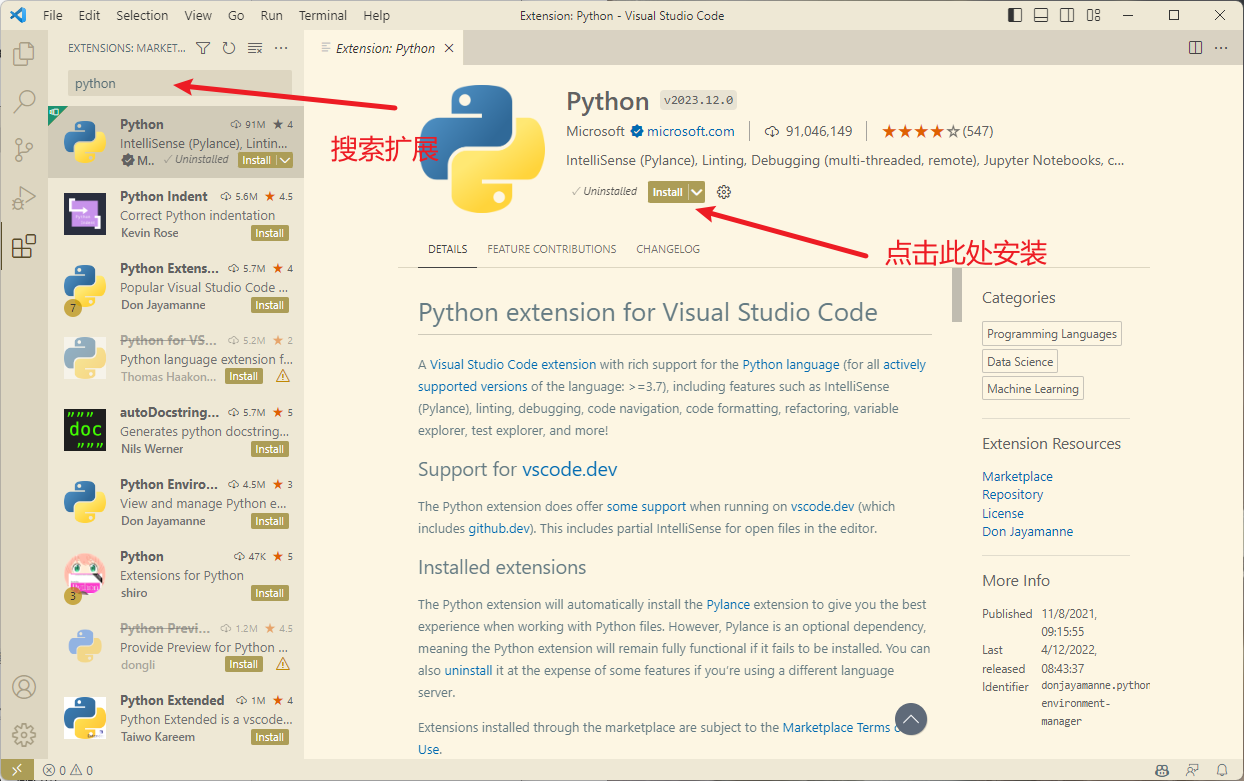 File Edit Selection View Go Run Terminal Help
Extension: Python - Visual Studio Code
EXTENSIONS: MARKET...
python
Python 91M 4
IntelliSense (Pylance), Lintin...
M.. Uninstalled Install
Python Indent 5.6M 4.5
Correct Python indentation
Kevin Rose Install
Python Extens... 5.7M 4
Popular Visual Studio Code ...
Don Jayamanne Install
7
Python for VS... 5.2M 2
Python language extension f...
Thomas Haakon... Install
autoDocstring... 5.7M 5
Generates python docstring...
Nils Werner Install
"""
doc
"""
Python Enviro... 4.5M 3
View and manage Python e...
Don Jayamanne Install
Python 47K 5
Extensions for Python
shiro Install
Python
3
Python Previ... 1.2M 4.5
Provide Preview for Python ...
dongli Install
Python Extended 1M 4
Python Extended is a vscode...
Taiwo Kareem Install
Extension: Python
搜索扩展
Python v2023.12.0
Microsoft microsoft.com 91,046,149 (547)
IntelliSense (Pylance), Linting, Debugging (multi-threaded, remote), Jupyter Notebooks, c...
Uninstalled Install
点击此处安装
DETAILS FEATURE CONTRIBUTIONS CHANGELOG
Python extension for Visual Studio Code
A Visual Studio Code extension with rich support for the Python language (for all actively
supported versions of the language: >=3.7), including features such as IntelliSense
(Pylance), linting, debugging, code navigation, code formatting, refactoring, variable
explorer, test explorer, and more!
Support for vscode.dev
The Python extension does offer some support when running on vscode.dev (which
includes github.dev). This includes partial IntelliSense for open files in the editor.
Installed extensions
The Python extension will automatically install the Pylance extension to give you the best
experience when working with Python files. However, Pylance is an optional dependency,
meaning the Python extension will remain fully functional if it fails to be installed. You can
also uninstall it at the expense of some features if you're using a different language
server.
Extensions installed through the marketplace are subject to the Marketplace Terms
Use.
Categories
Programming Languages
Data Science
Machine Learning
Extension Resources
Marketplace
Repository
License
Don Jayamanne
More Info
Published 11/8/2021,
09:15:55
Last 4/12/2022,
released 08:43:37
Identifier donjayamanne.python
environment-
manager
0 0